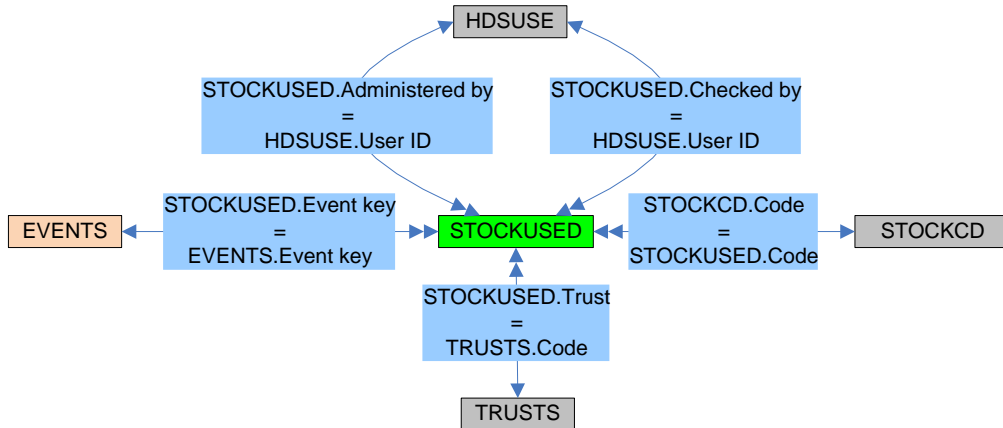 HDSUSE
STOCKUSED.Administered by
=
HDSUSE.User ID
STOCKUSED.Checked by
=
HDSUSE.User ID
EVENTS
STOCKUSED.Event key
=
EVENTS.Event key
STOCKUSED
STOCKCD.Code
=
STOCKUSED.Code
STOCKCD
STOCKUSED.Trust
=
TRUSTS.Code
TRUSTS